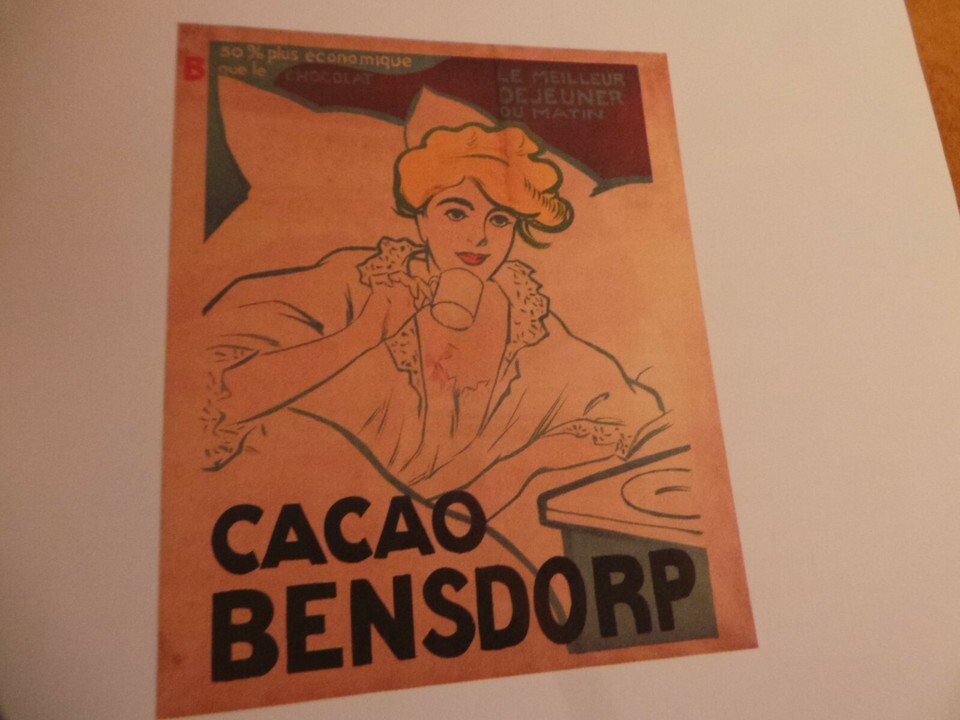 50 % plus économique
que le CHOCOLAT
B
LE MEILLEUR
DEJEUNER
DU MATIN
CACAO
BENSDORP